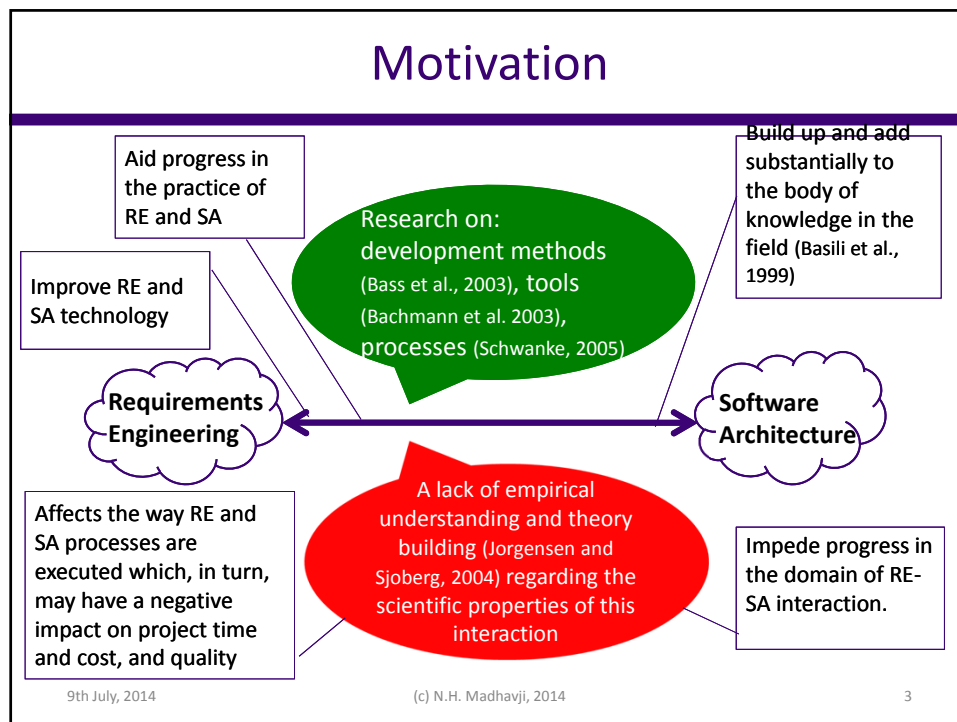 Motivation
Aid progress in
the practice of
RE and SA
Build up and add
substantially to
the body of
knowledge in the
field (Basili et al.,
1999)
Research on:
development methods
(Bass et al., 2003), tools
(Bachmann et al. 2003),
processes (Schwanke, 2005)
Improve RE and
SA technology
Requirements
Engineering
Software
Architecture
Affects the way RE and
SA processes are
executed which, in turn,
may have a negative
impact on project time
and cost, and quality
A lack of empirical
understanding and theory
building (Jorgensen and
Sjoberg, 2004) regarding the
scientific properties of this
interaction
Impede progress in
the domain of RE-
SA interaction.
9th July, 2014
(c) N.H. Madhavji, 2014
3